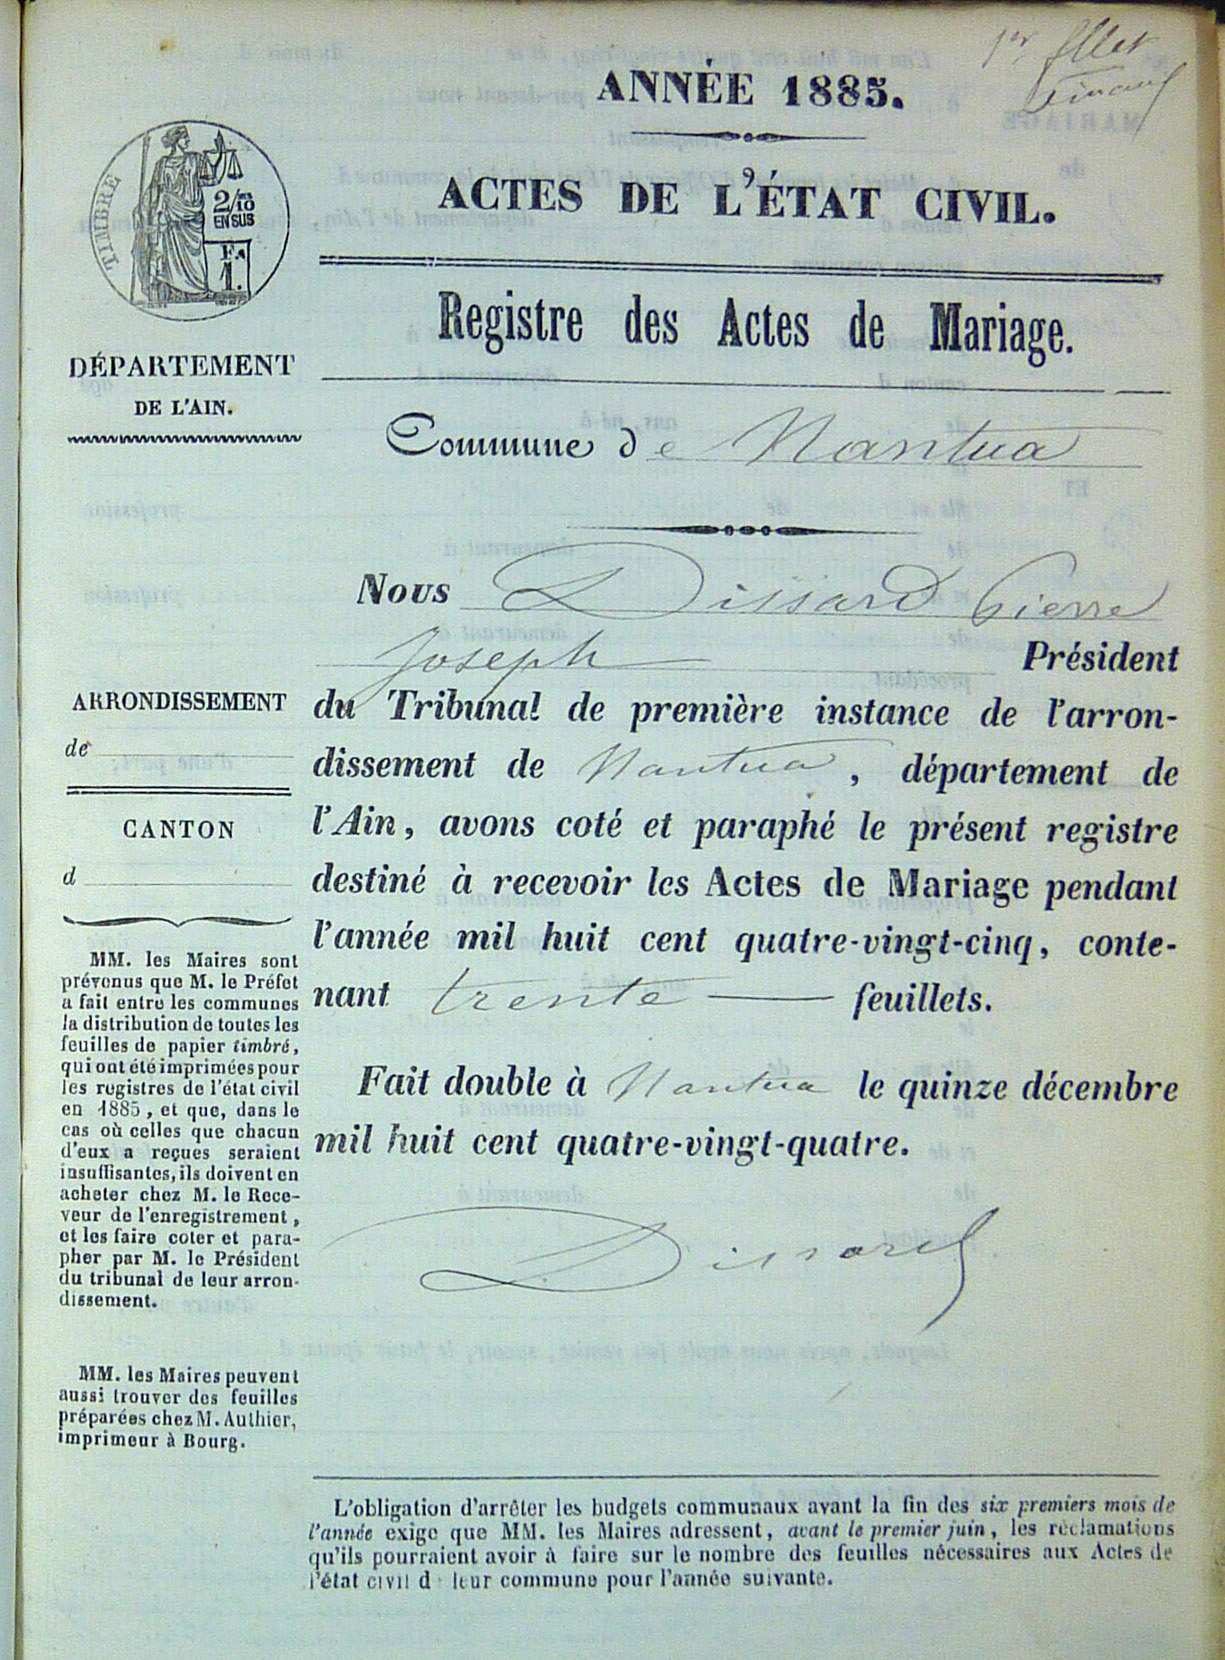 1er fllet
ANNÉE 1885.
TIMBRE
2/10
EN SUS
1.
ACTES DE L'ÉTAT CIVIL.
Registre des Actes de Mariage.
DÉPARTEMENT
DE L'AIN.
Commune de Nantua
Nous Dissard Pierre
Joseph Président
du Tribunal de première instance de l'arron-
dissement de Nantua, département de
l'Ain, avons coté et paraphé le présent registre
destiné à recevoir les Actes de Mariage pendant
l'année mil huit cent quatre-vingt-cinq, conte-
nant trente feuillets.
Fait double à Nantua le quinze décembre
mil huit cent quatre-vingt-quatre.
Dissard
ARRONDISSEMENT
de
CANTON
d
MM. les Maires sont
prévenus que M. le Préfet
a fait entre les communes
la distribution de toutes les
feuilles de papier timbré,
qui ont été imprimées pour
les registres de l'état civil
en 1885, et que, dans le
cas où celles que chacun
d'eux a reçues seraient
insuffisantes, ils doivent en
acheter chez M. le Rece-
veur de l'enregistrement,
et les faire coter et para-
pher par M. le Président
du tribunal de leur arron-
dissement.
MM. les Maires peuvent
aussi trouver des feuilles
préparées chez M. Authier,
imprimeur à Bourg.
L'obligation d'arrêter les budgets communaux avant la fin des six premiers mois de
l'année exige que MM. les Maires adressent, avant le premier juin, les réclamations
qu'ils pourraient avoir à faire sur le nombre des feuilles nécessaires aux Actes de
l'état civil d leur commune pour l'année suivante.